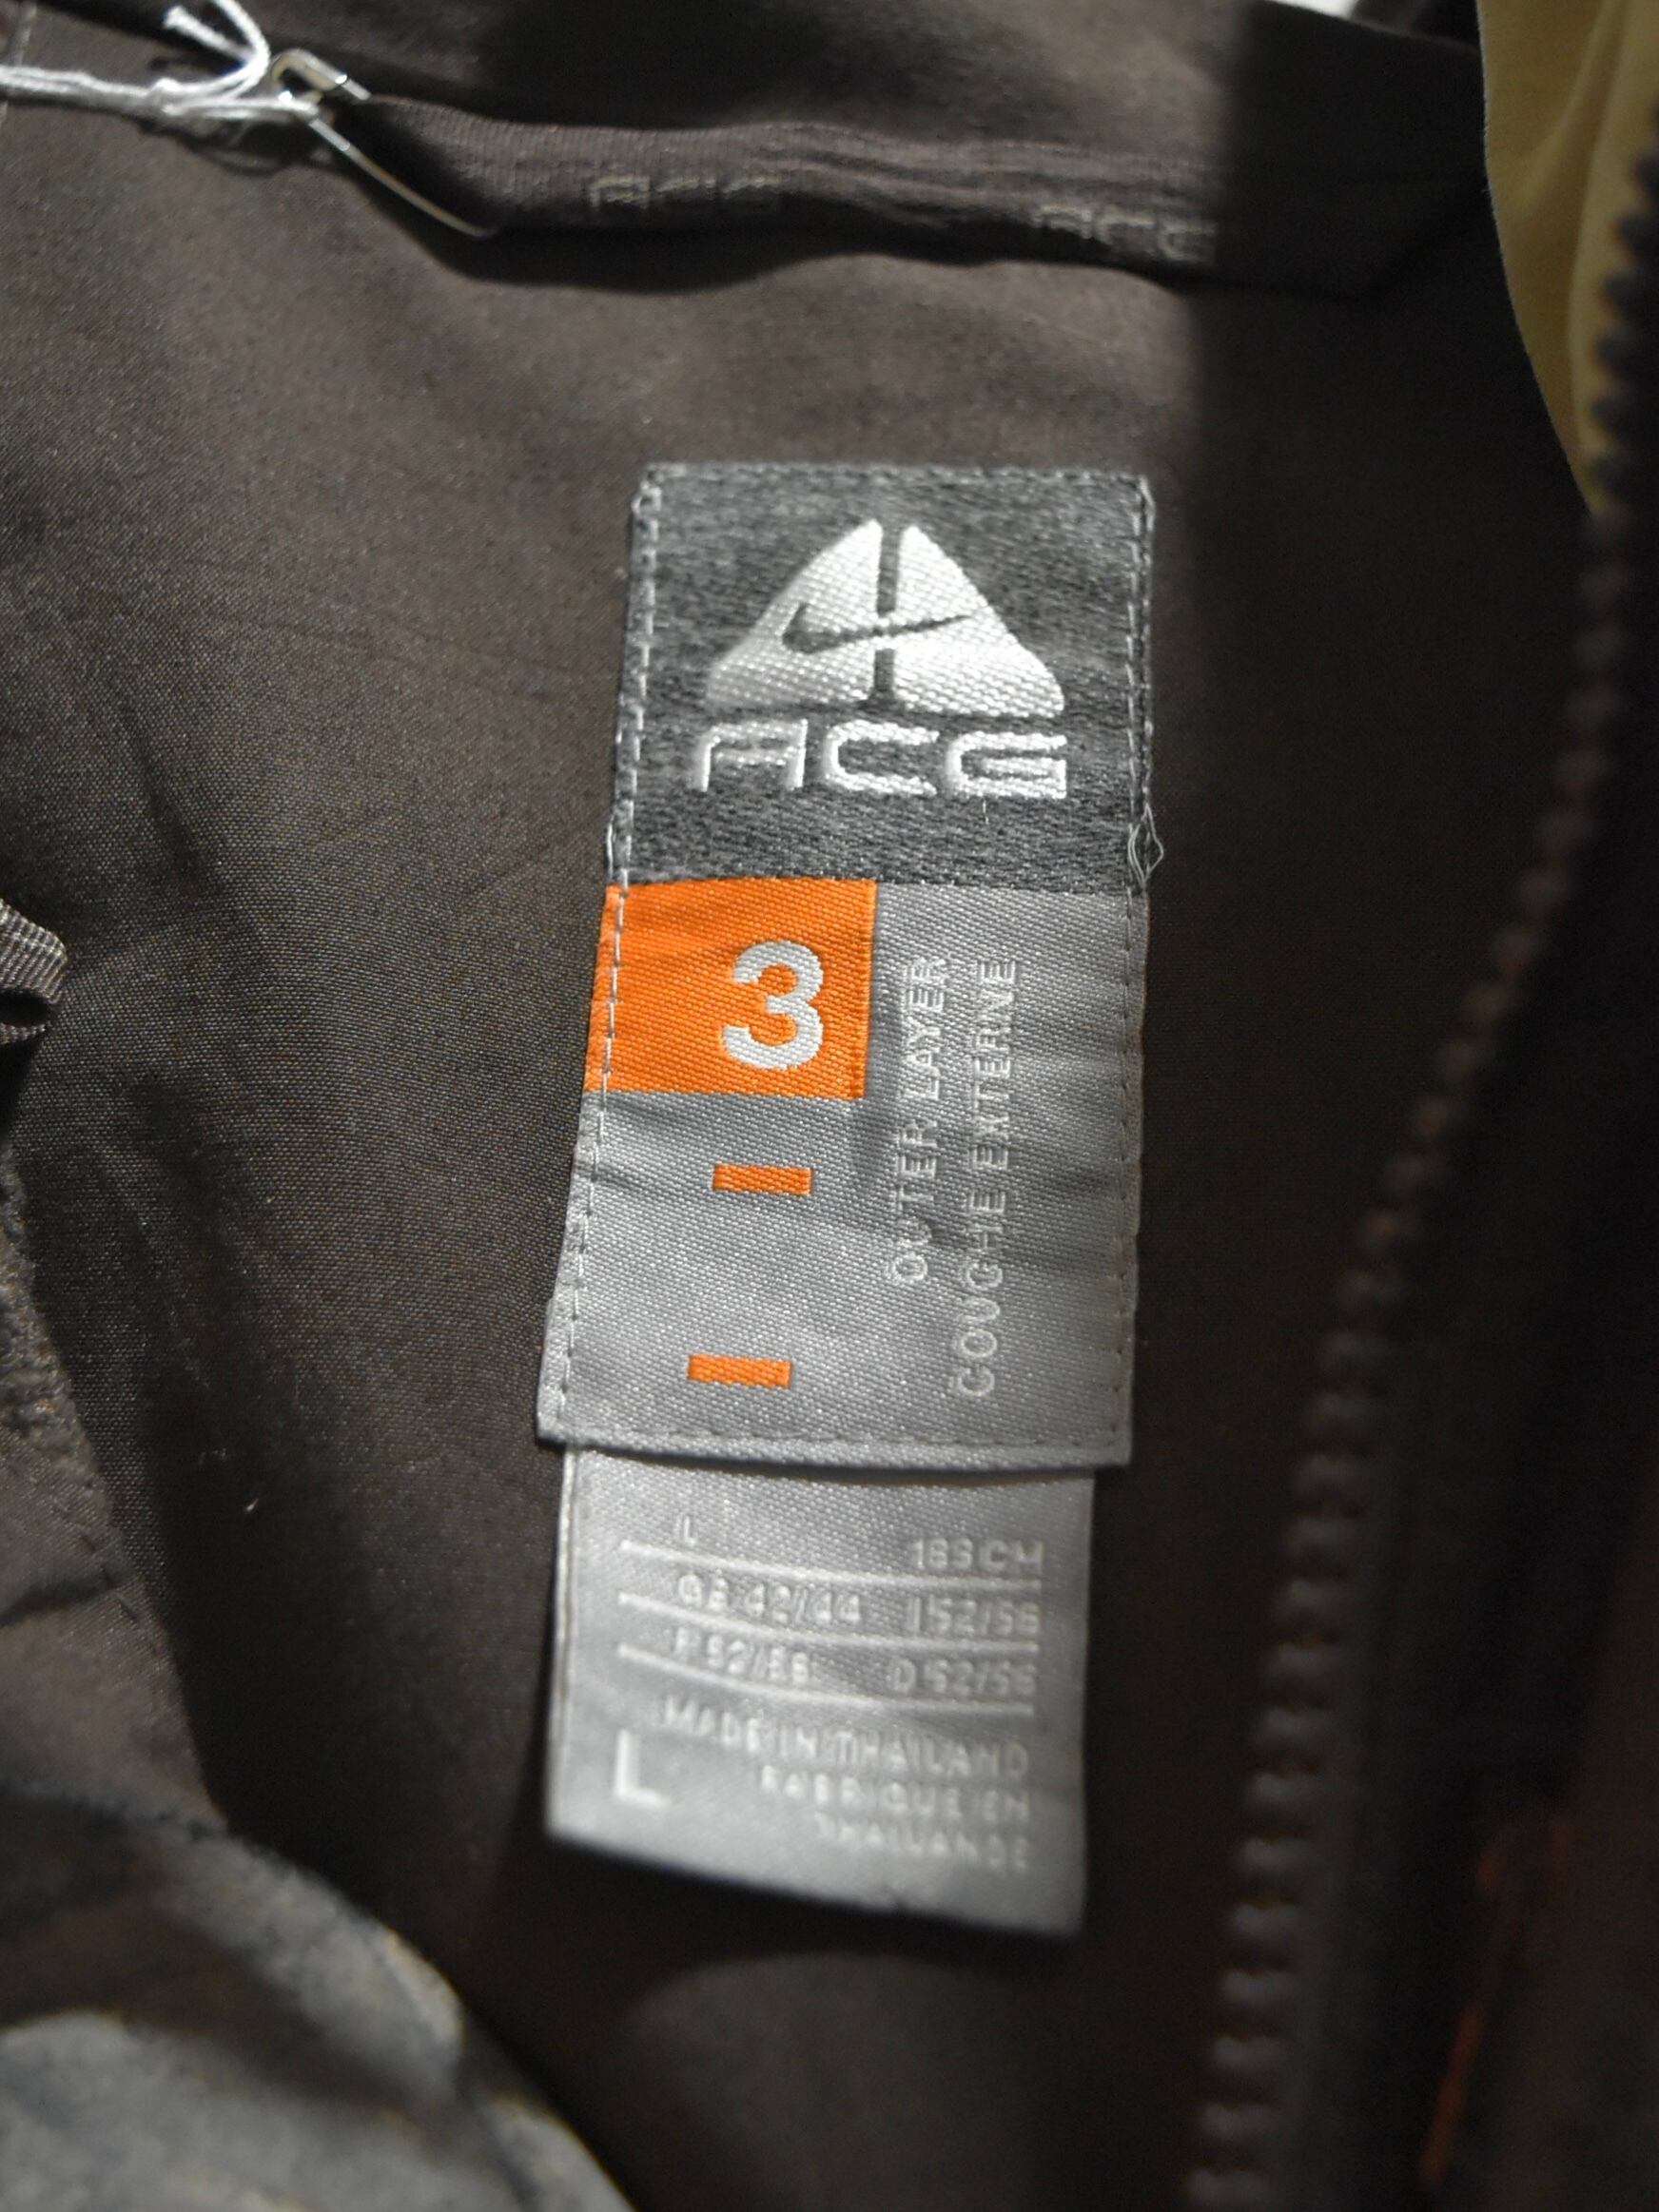 ACG
ACG
3
OUTER LAYER
COUCHE EXTERNE
L 183 CM
GB 42/44 I 52/56
F 52/56 D 52/56
MADE IN THAILAND
L
FABRIQUE EN
THAILANDE